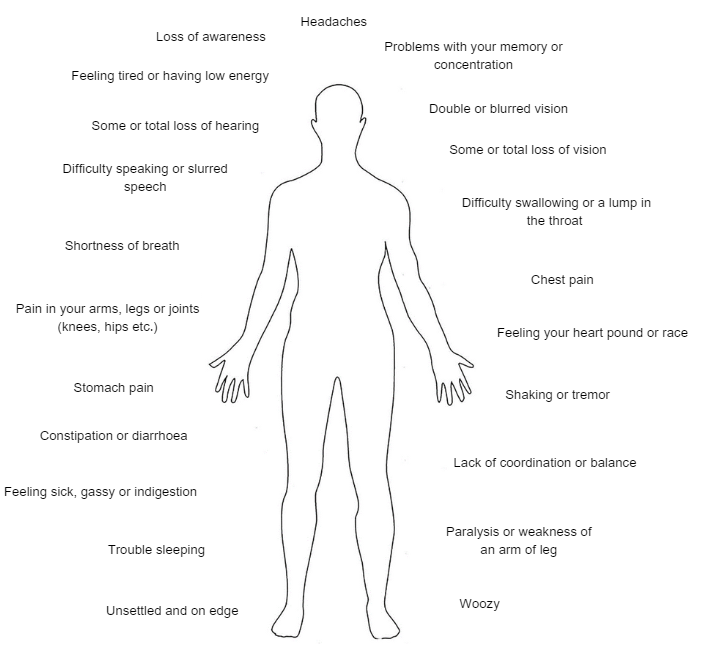 Headaches
Loss of awareness
Problems with your memory or
concentration
Feeling tired or having low energy
Double or blurred vision
Some or total loss of hearing
Some or total loss of vision
Difficulty speaking or slurred
speech
Difficulty swallowing or a lump in
the throat
Shortness of breath
Chest pain
Pain in your arms, legs or joints
(knees, hips etc.)
Feeling your heart pound or race
Stomach pain
Shaking or tremor
Constipation or diarrhoea
Lack of coordination or balance
Feeling sick, gassy or indigestion
Paralysis or weakness of
an arm of leg
Trouble sleeping
Woozy
Unsettled and on edge